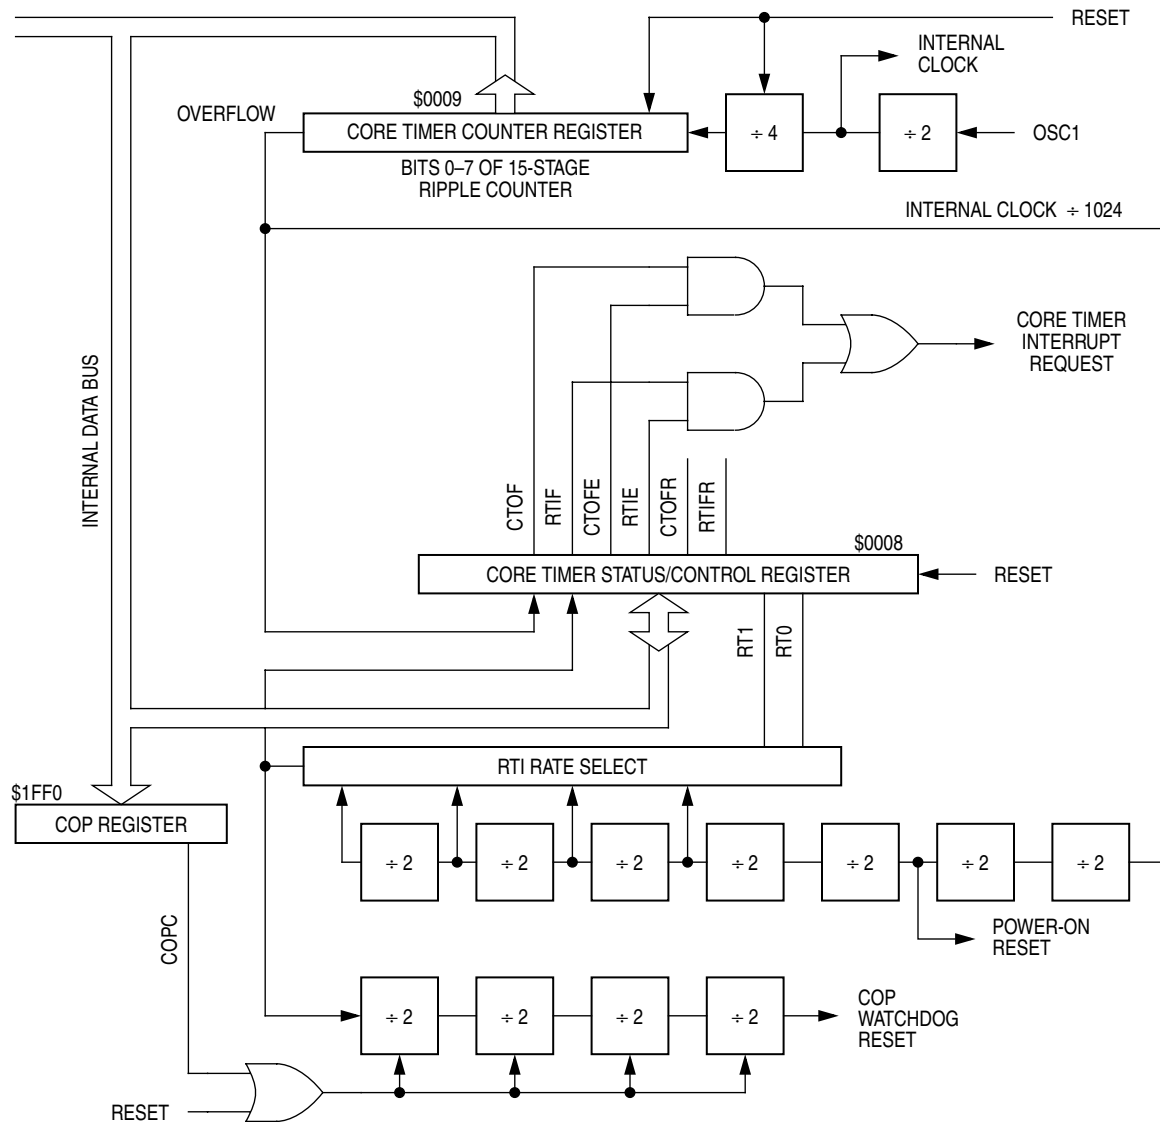 RESET
INTERNAL
CLOCK
$0009
OVERFLOW
CORE TIMER COUNTER REGISTER
÷ 4
÷ 2
OSC1
BITS 0–7 OF 15-STAGE
RIPPLE COUNTER
INTERNAL CLOCK ÷ 1024
CORE TIMER
INTERRUPT
REQUEST
INTERNAL DATA BUS
CTOF
RTIF
CTOFE
RTIE
CTOFR
RTIFR
$0008
CORE TIMER STATUS/CONTROL REGISTER
RESET
RT1
RT0
RTI RATE SELECT
$1FF0
COP REGISTER
÷ 2
÷ 2
÷ 2
÷ 2
÷ 2
÷ 2
÷ 2
POWER-ON
RESET
COPC
÷ 2
÷ 2
÷ 2
÷ 2
COP
WATCHDOG
RESET
RESET